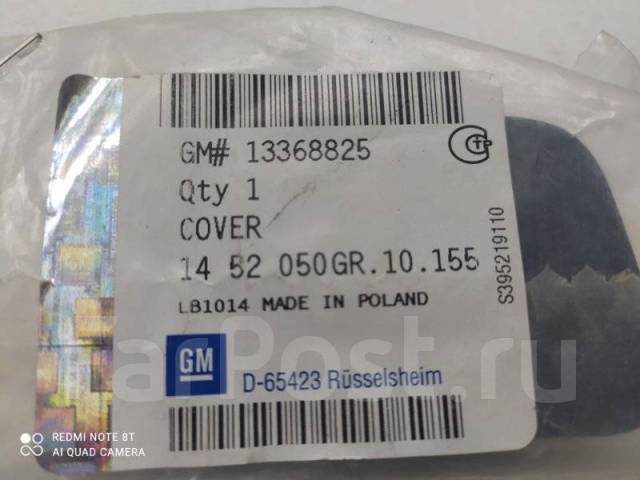 GM# 13368825
Qty 1
COVER
14 52 050GR.10.155
LB1014 MADE IN POLAND
GM
D-65423 Rüsselsheim
S395219110
FarPost.ru
REDMI NOTE 8T
AI QUAD CAMERA